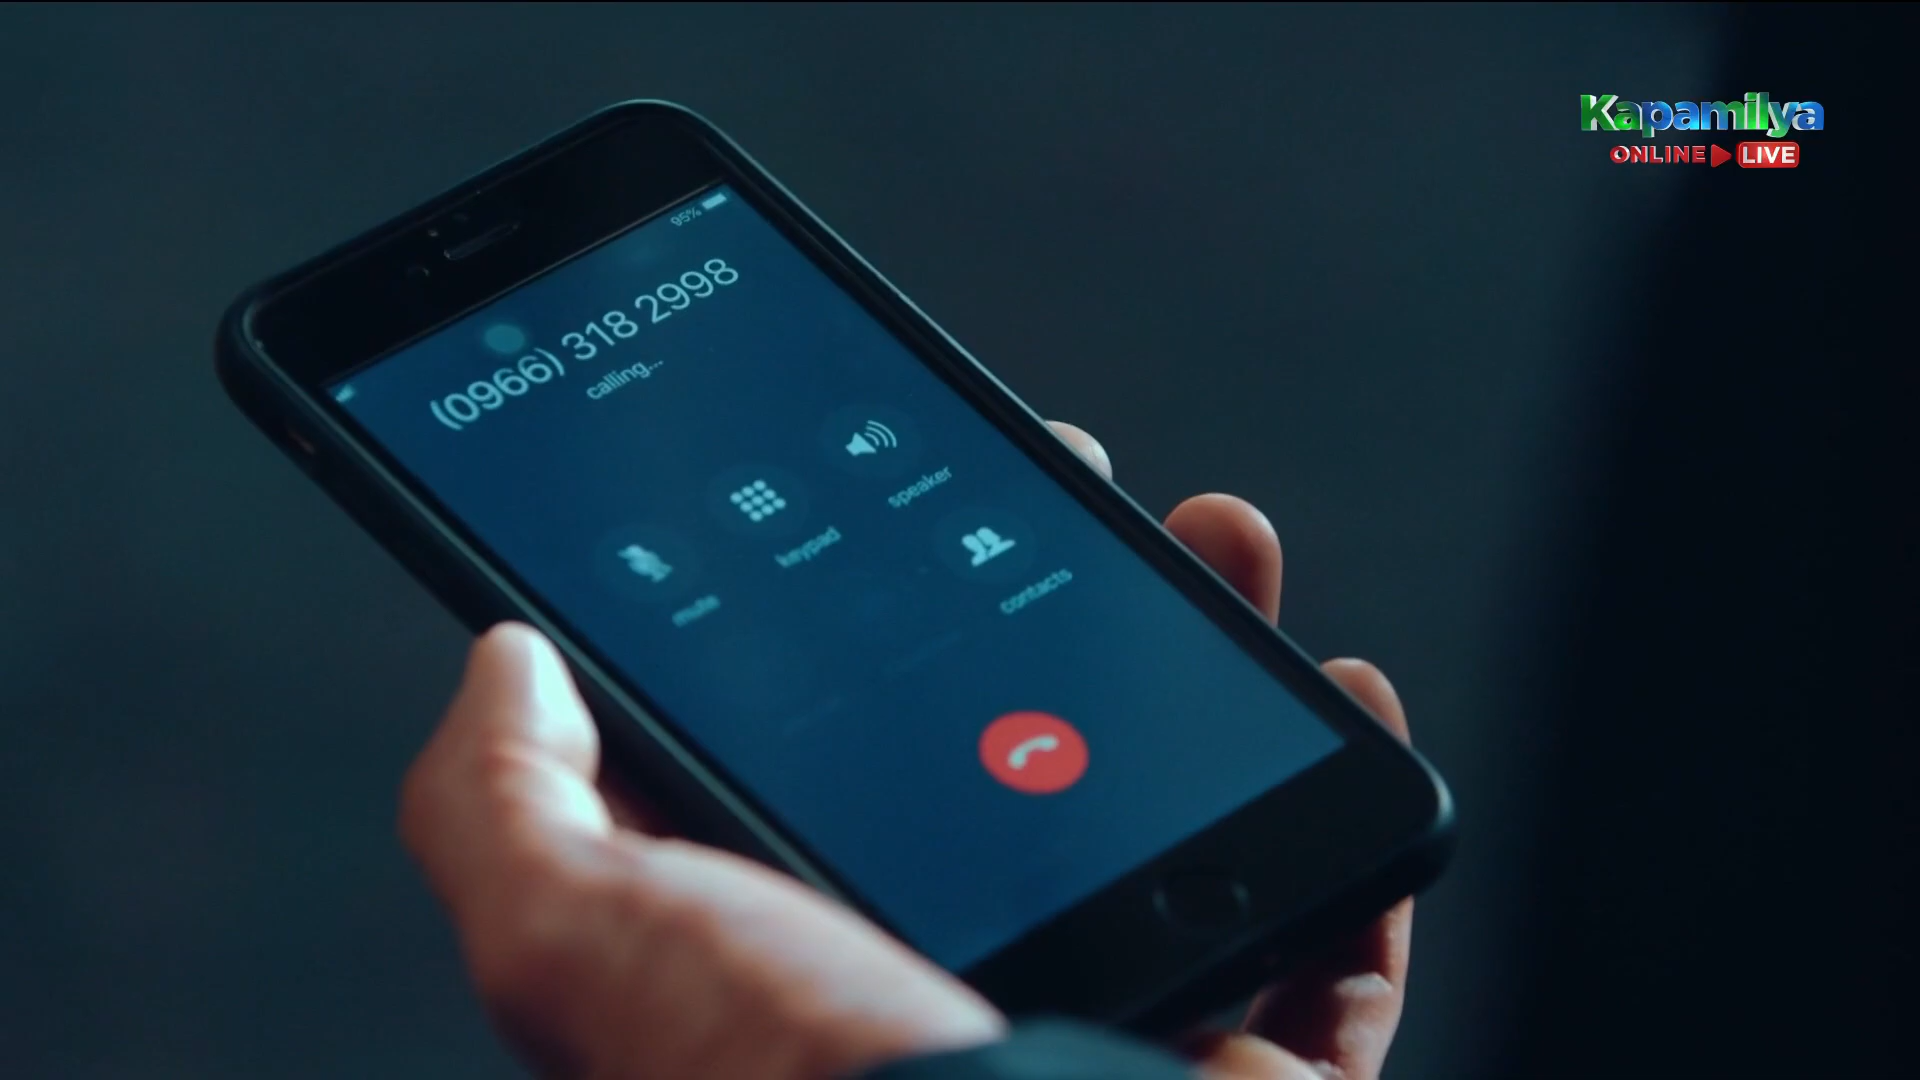 Kapamilya
ONLINE LIVE
95%
(0966) 318 2998
calling...
mute
keypad
speaker
contacts